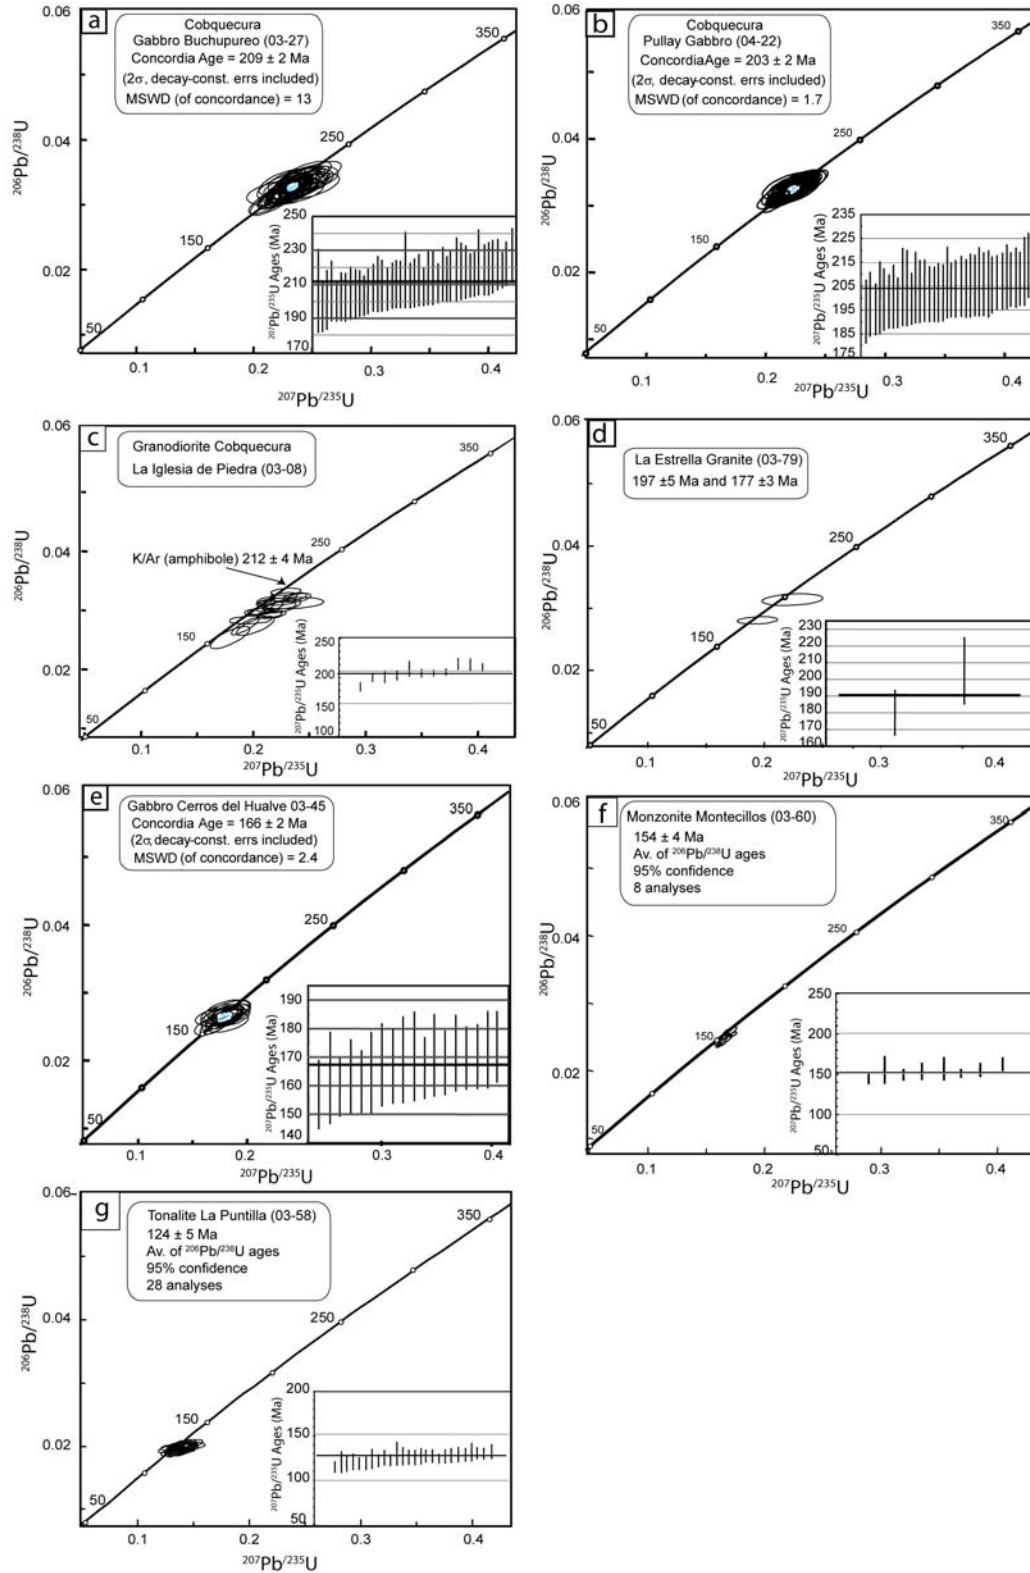 a
Cobquecura
Gabbro Buchupureo (03-27)
Concordia Age = 209 ± 2 Ma
(2σ, decay-const. errs included)
MSWD (of concordance) = 13
0.06
0.04
0.02
206Pb/238U
50
150
250
350
0.1
0.2
0.3
0.4
207Pb/235U
207Pb/235U Ages (Ma)
250
230
210
190
170
b
Cobquecura
Pullay Gabbro (04-22)
ConcordiaAge = 203 ± 2 Ma
(2σ, decay-const. errs included)
MSWD (of concordance) = 1.7
0.06
0.04
0.02
206Pb/238U
50
150
250
350
0.1
0.2
0.3
0.4
207Pb/235U
207Pb/235U Ages (Ma)
235
225
215
205
195
185
175
c
Granodiorite Cobquecura
La Iglesia de Piedra (03-08)
K/Ar (amphibole) 212 ± 4 Ma
0.06
0.04
0.02
206Pb/238U
50
150
250
350
0.1
0.2
0.3
0.4
207Pb/235U
207Pb/235U Ages (Ma)
250
200
150
100
d
La Estrella Granite (03-79)
197 ±5 Ma and 177 ±3 Ma
0.06
0.04
0.02
206Pb/238U
50
150
250
350
0.1
0.2
0.3
0.4
207Pb/235U
207Pb/235U Ages (Ma)
230
220
210
200
190
180
170
160
e
Gabbro Cerros del Hualve 03-45
Concordia Age = 166 ± 2 Ma
(2σ, decay-const. errs included)
MSWD (of concordance) = 2.4
0.06
0.04
0.02
206Pb/238U
50
150
250
350
0.1
0.2
0.3
0.4
207Pb/235U
207Pb/235U Ages (Ma)
190
180
170
160
150
140
f
Monzonite Montecillos (03-60)
154 ± 4 Ma
Av. of 206Pb/238U ages
95% confidence
8 analyses
0.06
0.04
0.02
206Pb/238U
50
150
250
350
0.1
0.2
0.3
0.4
207Pb/235U
207Pb/235U Ages (Ma)
250
200
150
100
50
g
Tonalite La Puntilla (03-58)
124 ± 5 Ma
Av. of 206Pb/238U ages
95% confidence
28 analyses
0.06
0.04
0.02
206Pb/238U
50
150
250
350
0.1
0.2
0.3
0.4
207Pb/235U
207Pb/235U Ages (Ma)
200
150
100
50